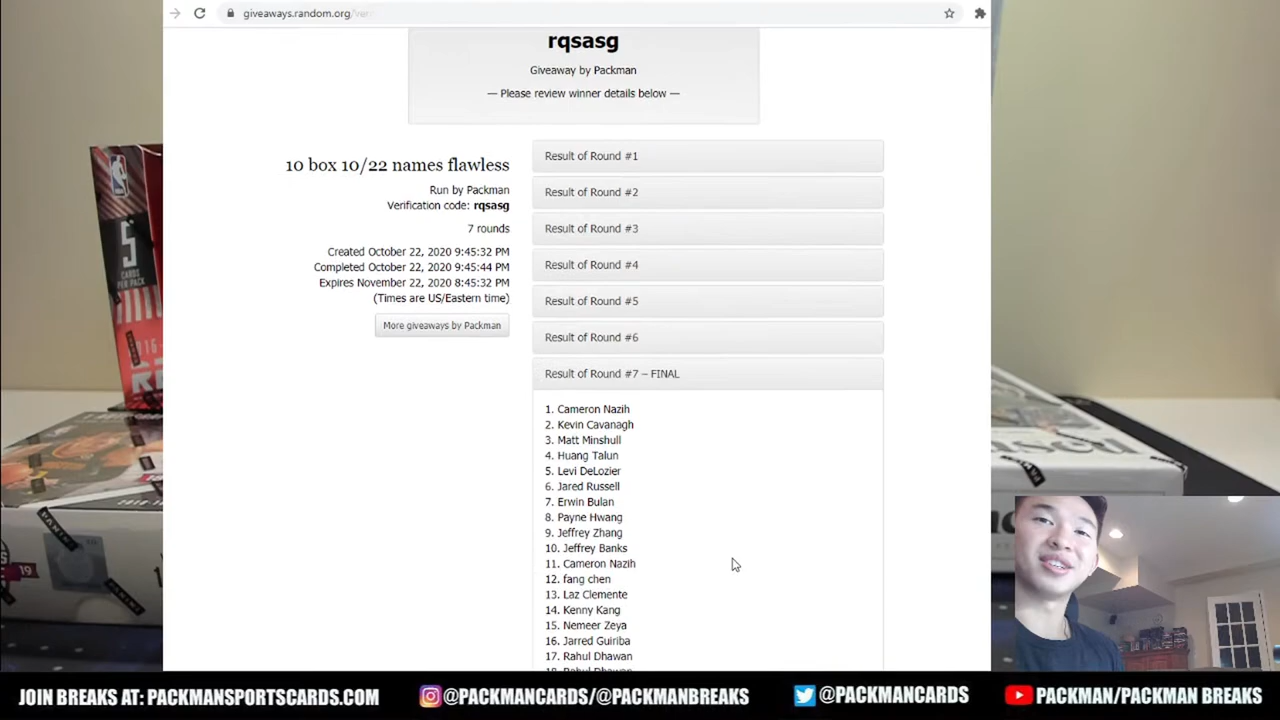 giveaways.random.org/
rqsasg
Giveaway by Packman
— Please review winner details below —
10 box 10/22 names flawless
Run by Packman
Verification code: rqsasg
7 rounds
Created October 22, 2020 9:45:32 PM
Completed October 22, 2020 9:45:44 PM
Expires November 22, 2020 8:45:32 PM
(Times are US/Eastern time)
More giveaways by Packman
Result of Round #1
Result of Round #2
Result of Round #3
Result of Round #4
Result of Round #5
Result of Round #6
Result of Round #7 – FINAL
1. Cameron Nazih
2. Kevin Cavanagh
3. Matt Minshull
4. Huang Talun
5. Levi DeLozier
6. Jared Russell
7. Erwin Bulan
8. Payne Hwang
9. Jeffrey Zhang
10. Jeffrey Banks
11. Cameron Nazih
12. fang chen
13. Laz Clemente
14. Kenny Kang
15. Nemeer Zeya
16. Jarred Guiriba
17. Rahul Dhawan
18. Rahul Dhawan
5
CARDS
PER PACK
JOIN BREAKS AT: PACKMANSPORTSCARDS.COM
@PACKMANCARDS/@PACKMANBREAKS
@PACKMANCARDS
PACKMAN/PACKMAN BREAKS